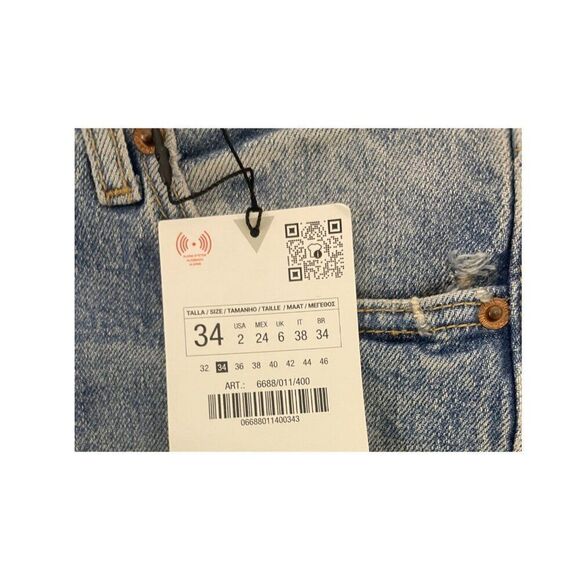 TALLA / SIZE / TAMANHO / TAILLE / MAAT / ΜΕΓΕΘΟΣ
34 USA 2 MEX 24 UK 6 IT 38 BR 34
32 34 36 38 40 42 44 46
ART.: 6688/011/400
06688011400343